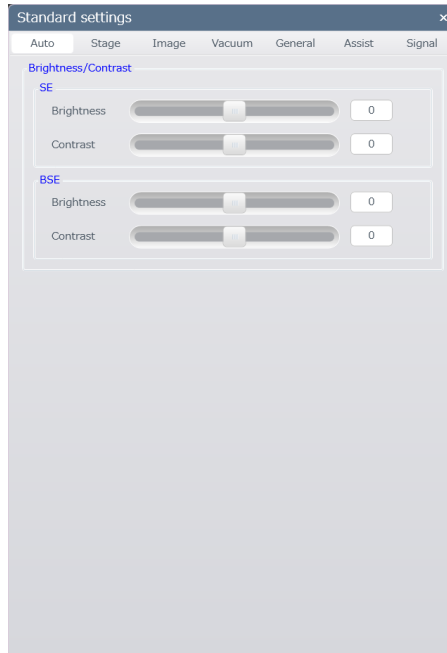 Standard settings ×
Auto Stage Image Vacuum General Assist Signal
Brightness/Contrast
SE
Brightness 0
Contrast 0
BSE
Brightness 0
Contrast 0